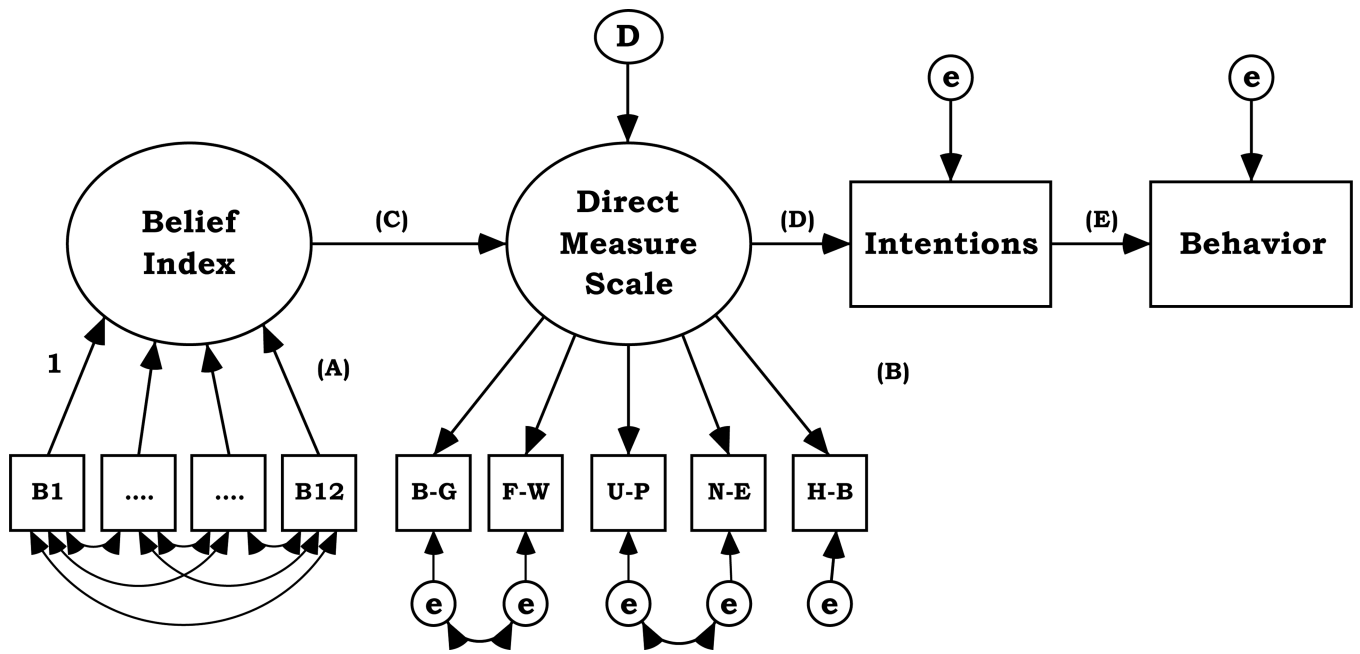 D
e
e
Belief
Index
(C)
Direct
Measure
Scale
(D)
Intentions
(E)
Behavior
1
(A)
(B)
B1
....
....
B12
B-G
F-W
U-P
N-E
H-B
e
e
e
e
e